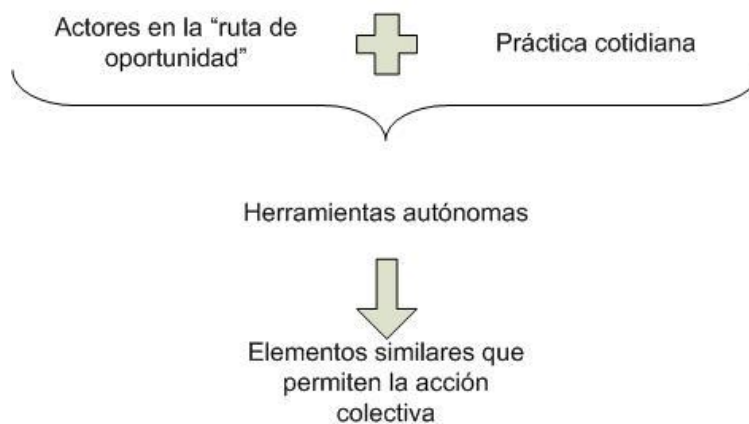 Actores en la “ruta de
oportunidad”
Práctica cotidiana
Herramientas autónomas
Elementos similares que
permiten la acción
colectiva